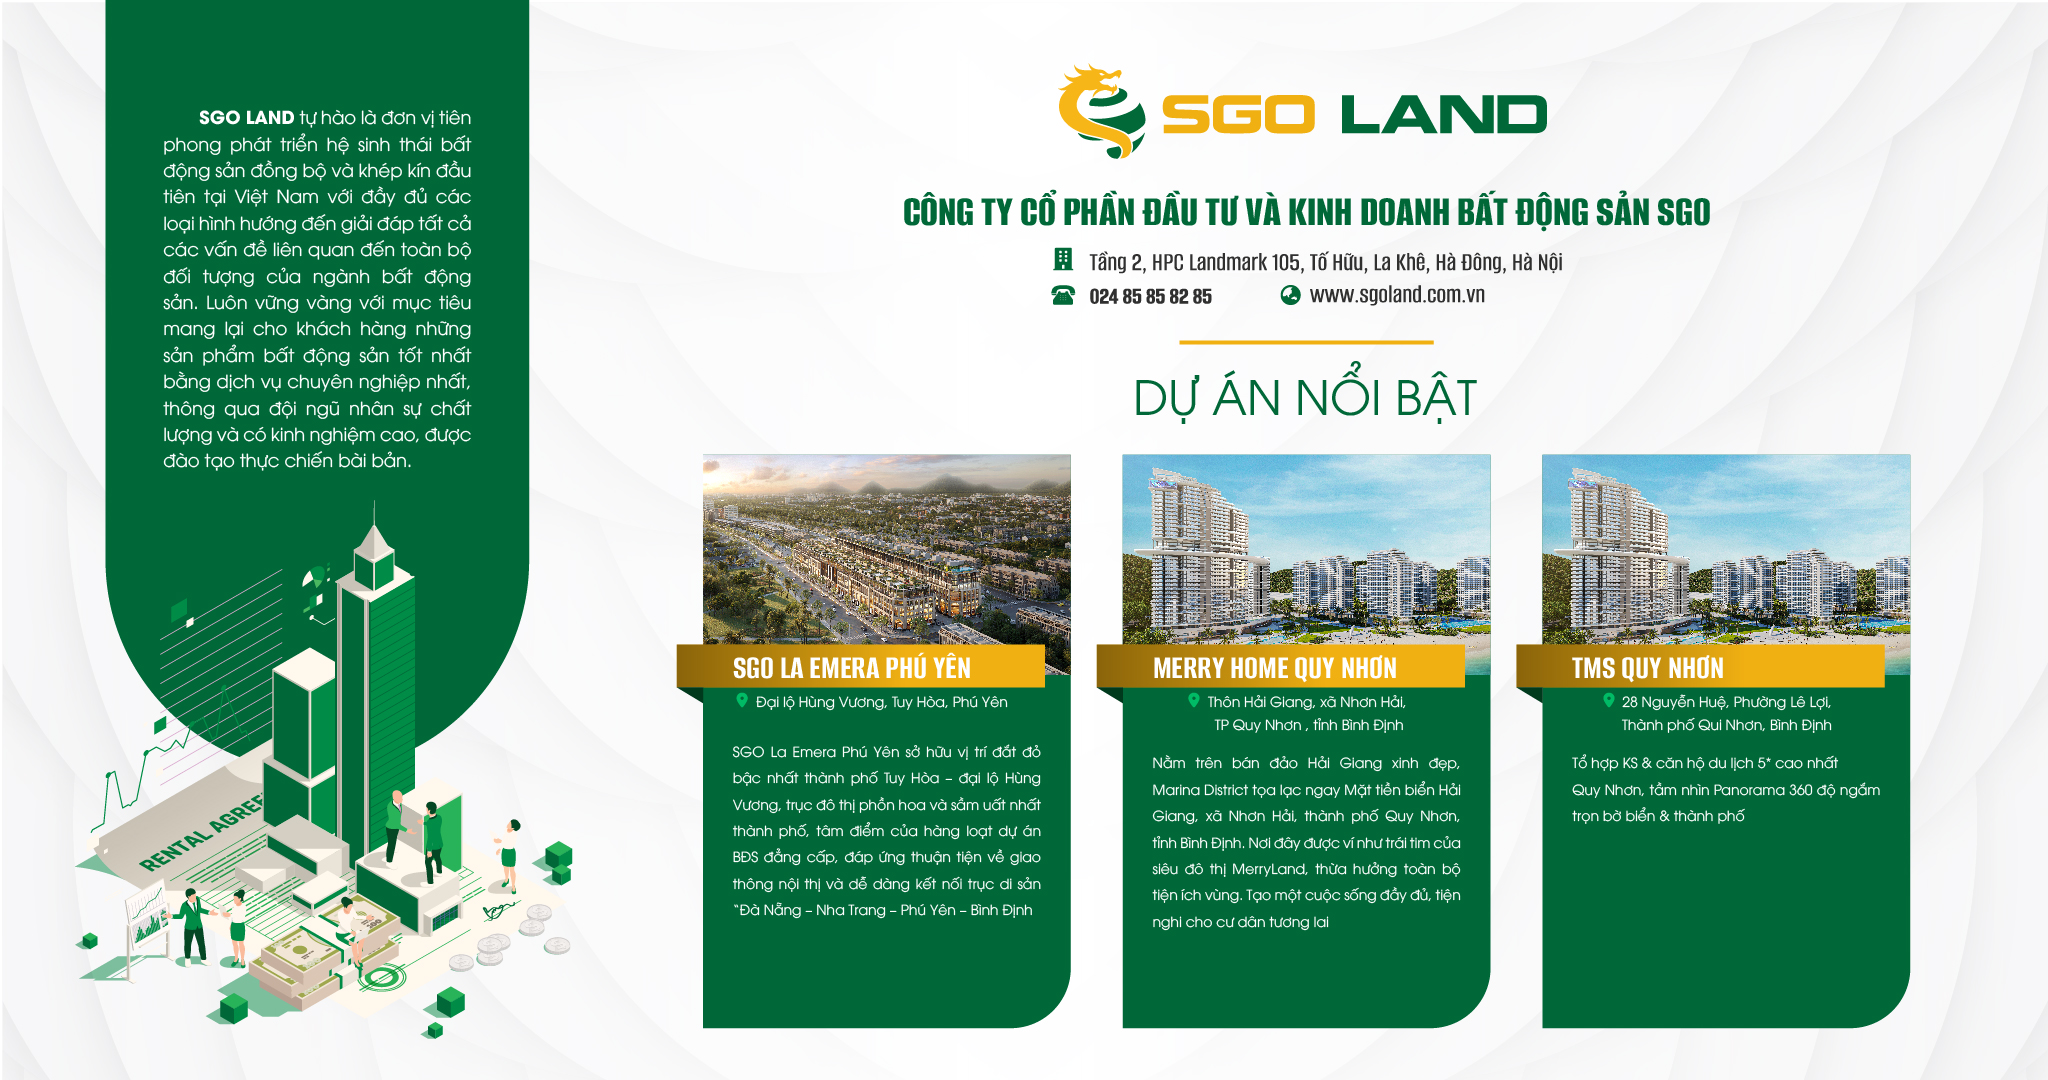 SGO LAND tự hào là đơn vị tiên
phong phát triển hệ sinh thái bất
động sản đồng bộ và khép kín đầu
tiên tại Việt Nam với đầy đủ các
loại hình hướng đến giải đáp tất cả
các vấn đề liên quan đến toàn bộ
đối tượng của ngành bất động
sản. Luôn vững vàng với mục tiêu
mang lại cho khách hàng những
sản phẩm bất động sản tốt nhất
bằng dịch vụ chuyên nghiệp nhất,
thông qua đội ngũ nhân sự chất
lượng và có kinh nghiệm cao, được
đào tạo thực chiến bài bản.
RENTAL AGREE
SGO LAND
CÔNG TY CỔ PHẦN ĐẦU TƯ VÀ KINH DOANH BẤT ĐỘNG SẢN SGO
Tầng 2, HPC Landmark 105, Tố Hữu, La Khê, Hà Đông, Hà Nội
024 85 85 82 85 www.sgoland.com.vn
DỰ ÁN NỔI BẬT
SGO LA EMERA PHÚ YÊN
Đại lộ Hùng Vương, Tuy Hòa, Phú Yên
SGO La Emera Phú Yên sở hữu vị trí đắt đỏ
bậc nhất thành phố Tuy Hòa – đại lộ Hùng
Vương, trục đô thị phồn hoa và sầm uất nhất
thành phố, tâm điểm của hàng loạt dự án
BĐS đẳng cấp, đáp ứng thuận tiện về giao
thông nội thị và dễ dàng kết nối trục di sản
“Đà Nẵng – Nha Trang – Phú Yên – Bình Định
MERRY HOME QUY NHƠN
Thôn Hải Giang, xã Nhơn Hải,
TP Quy Nhơn , tỉnh Bình Định
Nằm trên bán đảo Hải Giang xinh đẹp,
Marina District tọa lạc ngay Mặt tiền biển Hải
Giang, xã Nhơn Hải, thành phố Quy Nhơn,
tỉnh Bình Định. Nơi đây được ví như trái tim của
siêu đô thị MerryLand, thừa hưởng toàn bộ
tiện ích vùng. Tạo một cuộc sống đầy đủ, tiện
nghi cho cư dân tương lai
TMS QUY NHƠN
28 Nguyễn Huệ, Phường Lê Lợi,
Thành phố Qui Nhơn, Bình Định
Tổ hợp KS & căn hộ du lịch 5* cao nhất
Quy Nhơn, tầm nhìn Panorama 360 độ ngắm
trọn bờ biển & thành phố